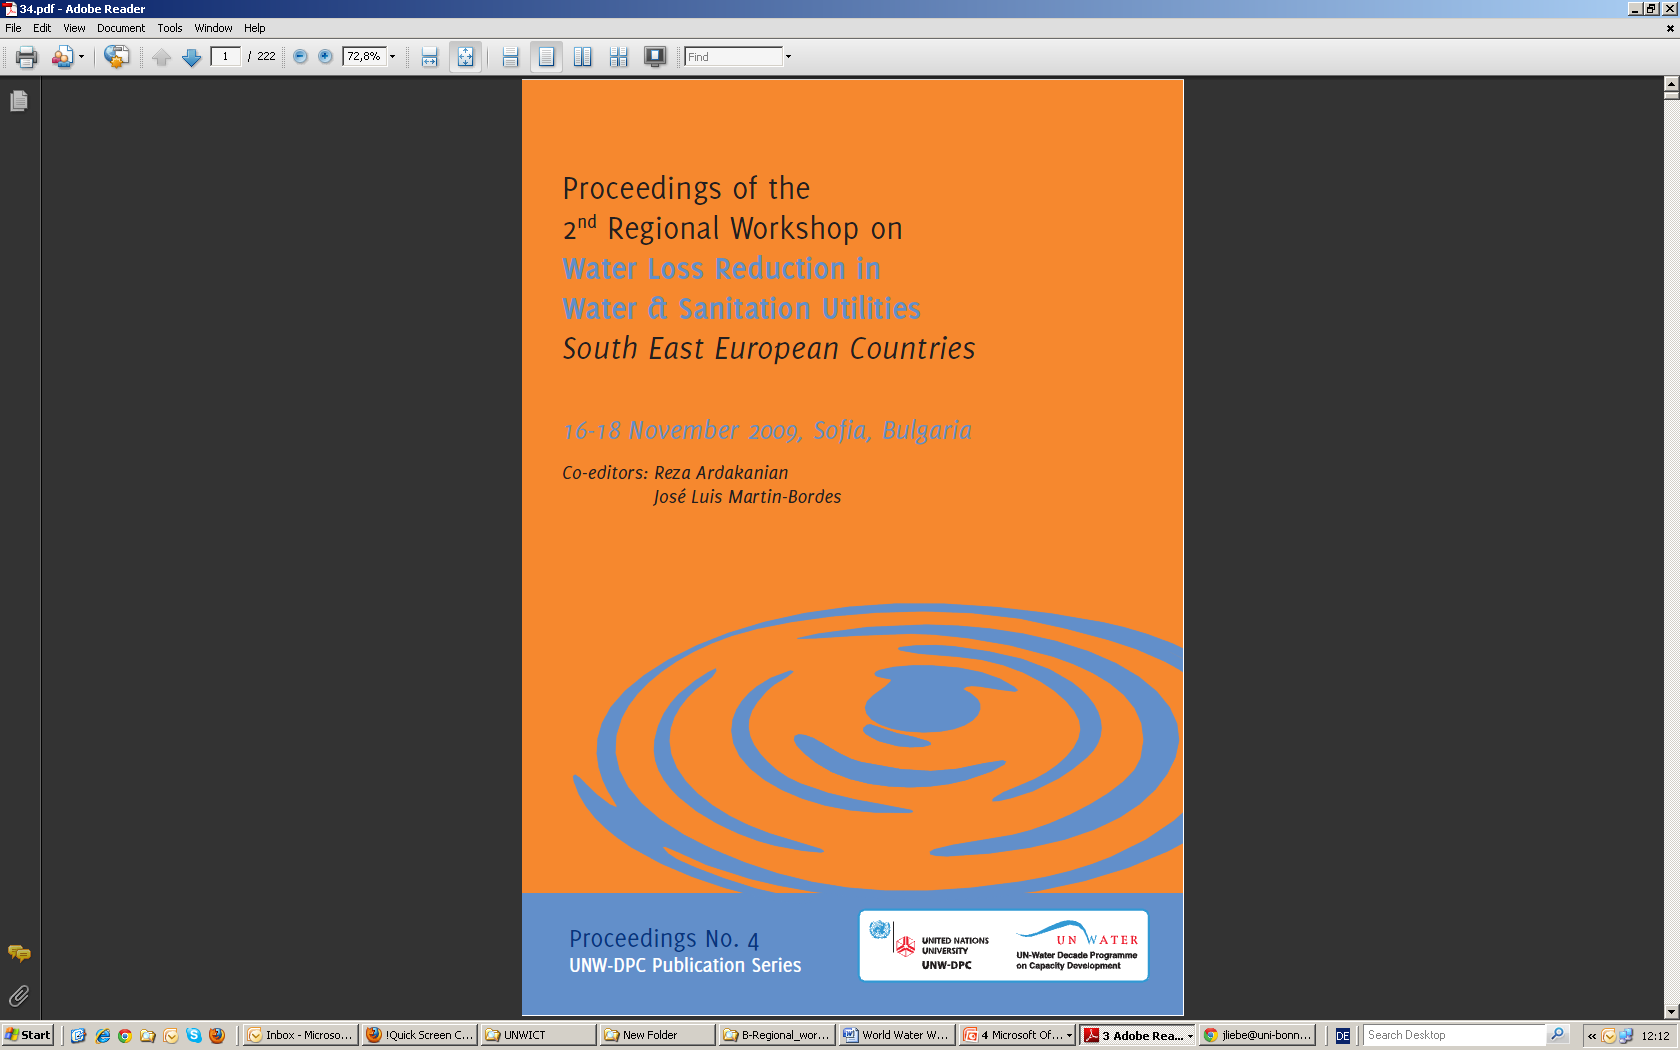 34.pdf - Adobe Reader
File Edit View Document Tools Window Help
1 / 222 72,8% Find
Proceedings of the
2nd Regional Workshop on
Water Loss Reduction in
Water & Sanitation Utilities
South East European Countries
16-18 November 2009, Sofia, Bulgaria
Co-editors: Reza Ardakanian
José Luis Martin-Bordes
Proceedings No. 4
UNW-DPC Publication Series
UNITED NATIONS
UNIVERSITY
UNW-DPC
UN WATER
UN-Water Decade Programme
on Capacity Development
Start Inbox - Microso... !Quick Screen C... UNWICT New Folder B-Regional_wor... World Water W... 4 Microsoft Of... 3 Adobe Rea... jliebe@uni-bonn... DE Search Desktop « 12:12